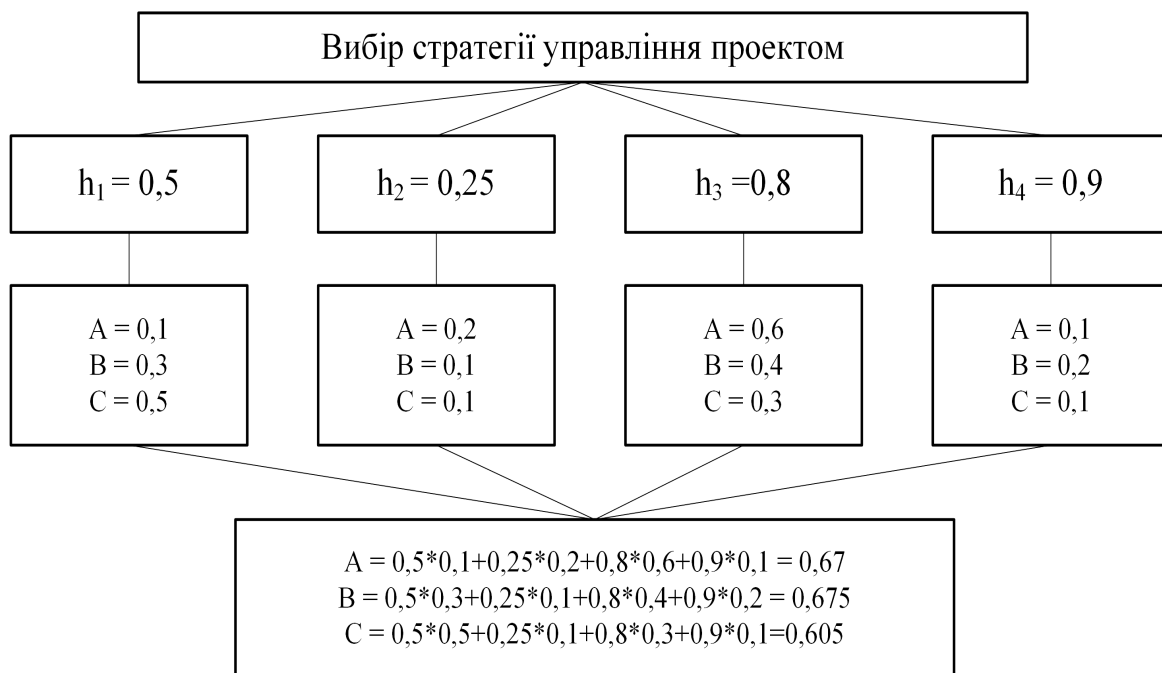 Вибір стратегії управління проектом
h₁ = 0,5
h₂ = 0,25
h₃ =0,8
h₄ = 0,9
A = 0,1
B = 0,3
C = 0,5
A = 0,2
B = 0,1
C = 0,1
A = 0,6
B = 0,4
C = 0,3
A = 0,1
B = 0,2
C = 0,1
A = 0,5*0,1+0,25*0,2+0,8*0,6+0,9*0,1 = 0,67
B = 0,5*0,3+0,25*0,1+0,8*0,4+0,9*0,2 = 0,675
C = 0,5*0,5+0,25*0,1+0,8*0,3+0,9*0,1=0,605